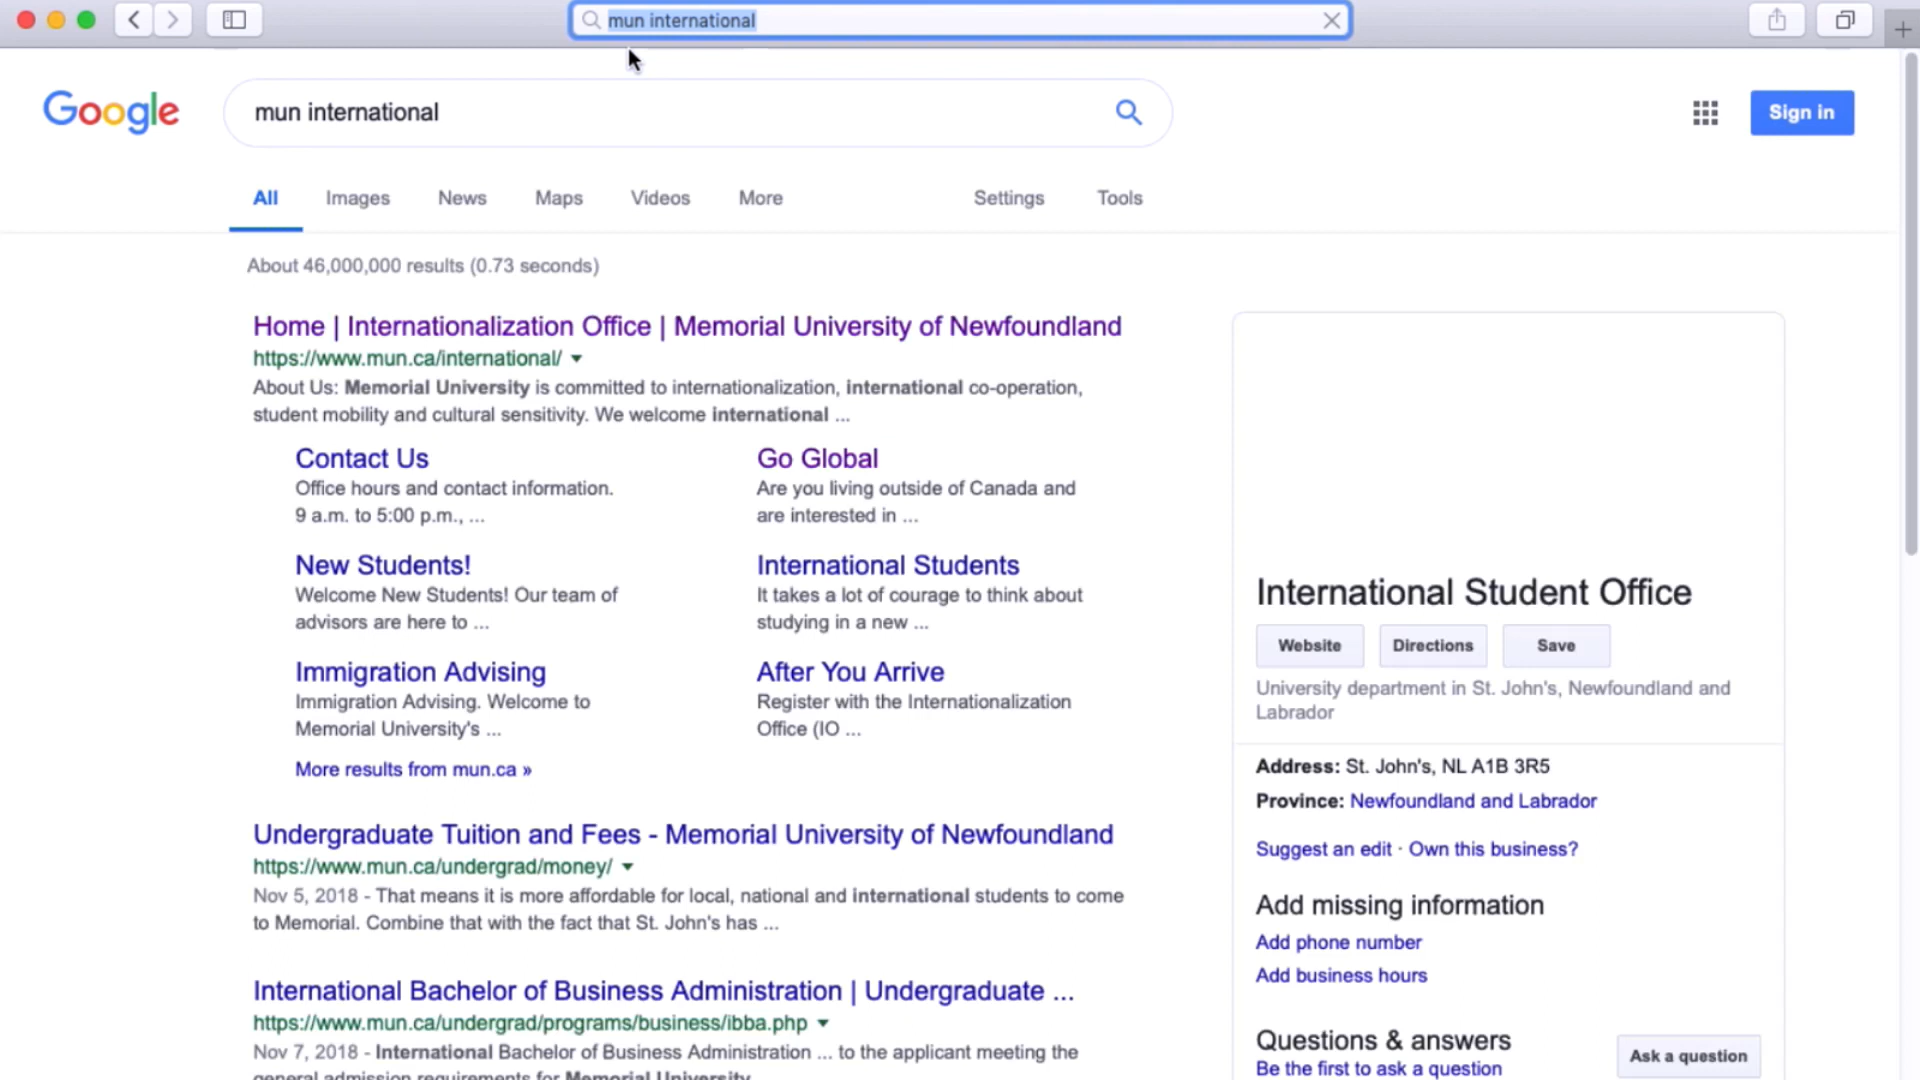 mun international
Google
mun international
Sign in
All Images News Maps Videos More Settings Tools
About 46,000,000 results (0.73 seconds)
Home | Internationalization Office | Memorial University of Newfoundland
https://www.mun.ca/international/
About Us: Memorial University is committed to internationalization, international co-operation,
student mobility and cultural sensitivity. We welcome international ...
Contact Us
Office hours and contact information.
9 a.m. to 5:00 p.m., ...
Go Global
Are you living outside of Canada and
are interested in ...
New Students!
Welcome New Students! Our team of
advisors are here to ...
International Students
It takes a lot of courage to think about
studying in a new ...
Immigration Advising
Immigration Advising. Welcome to
Memorial University's ...
After You Arrive
Register with the Internationalization
Office (IO ...
More results from mun.ca »
Undergraduate Tuition and Fees - Memorial University of Newfoundland
https://www.mun.ca/undergrad/money/
Nov 5, 2018 - That means it is more affordable for local, national and international students to come
to Memorial. Combine that with the fact that St. John's has ...
International Bachelor of Business Administration | Undergraduate ...
https://www.mun.ca/undergrad/programs/business/ibba.php
Nov 7, 2018 - International Bachelor of Business Administration ... to the applicant meeting the
general admission requirements for Memorial University
International Student Office
Website Directions Save
University department in St. John's, Newfoundland and
Labrador
Address: St. John's, NL A1B 3R5
Province: Newfoundland and Labrador
Suggest an edit · Own this business?
Add missing information
Add phone number
Add business hours
Questions & answers
Be the first to ask a question
Ask a question